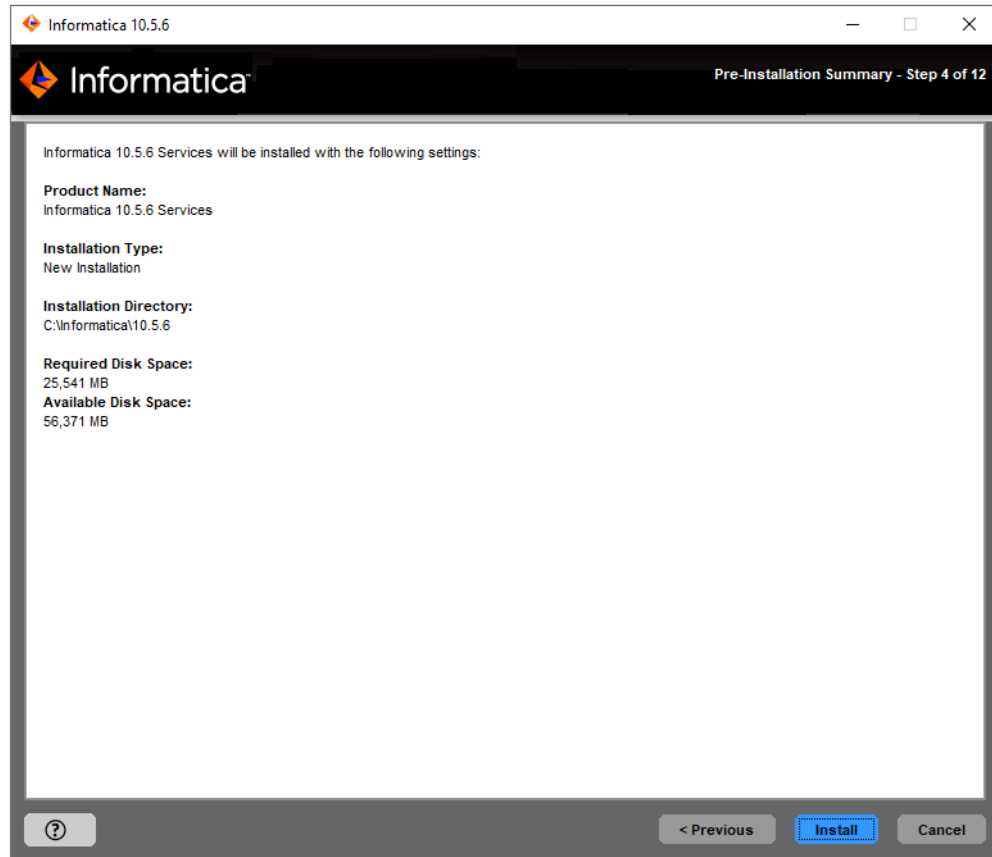 Informatica 10.5.6
Informatica
Pre-Installation Summary - Step 4 of 12
Informatica 10.5.6 Services will be installed with the following settings:
Product Name:
Informatica 10.5.6 Services
Installation Type:
New Installation
Installation Directory:
C:\Informatica\10.5.6
Required Disk Space:
25,541 MB
Available Disk Space:
56,371 MB
? < Previous Install Cancel